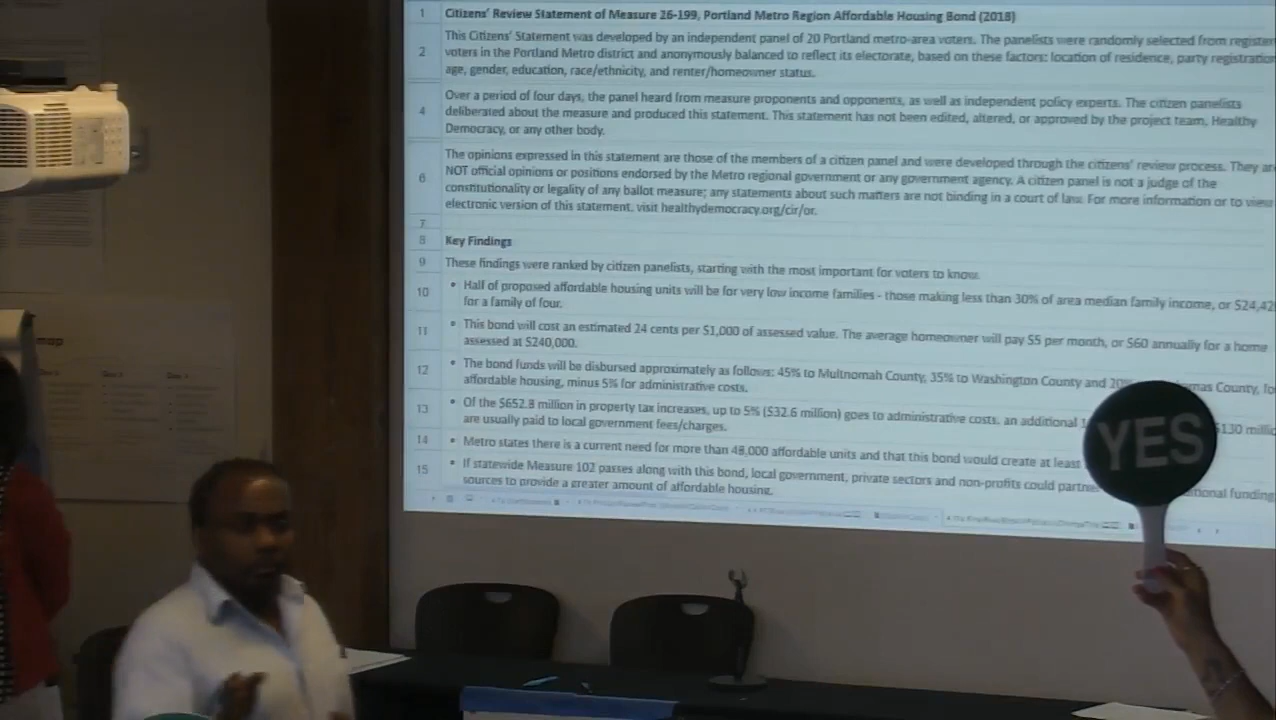 1 Citizens' Review Statement of Measure 26-199, Portland Metro Region Affordable Housing Bond (2018)
2 This Citizens' Statement was developed by an independent panel of 20 Portland metro-area voters. The panelists were randomly selected from register
voters in the Portland Metro district and anonymously balanced to reflect its electorate, based on these factors: location of residence, party registration
age, gender, education, race/ethnicity, and renter/homeowner status.
4 Over a period of four days, the panel heard from measure proponents and opponents, as well as independent policy experts. The citizen panelists
deliberated about the measure and produced this statement. This statement has not been edited, altered, or approved by the project team, Healthy
Democracy, or any other body.
6 The opinions expressed in this statement are those of the members of a citizen panel and were developed through the citizens' review process. They ar
NOT official opinions or positions endorsed by the Metro regional government or any government agency. A citizen panel is not a judge of the
constitutionality or legality of any ballot measure; any statements about such matters are not binding in a court of law. For more information or to view
electronic version of this statement, visit healthydemocracy.org/cir/or.
7
8 Key Findings
9 These findings were ranked by citizen panelists, starting with the most important for voters to know.
10 • Half of proposed affordable housing units will be for very low income families - those making less than 30% of area median family income, or $24,42
for a family of four.
11 • This bond will cost an estimated 24 cents per $1,000 of assessed value. The average homeowner will pay $5 per month, or $60 annually for a home
assessed at $240,000.
12 • The bond funds will be disbursed approximately as follows: 45% to Multnomah County, 35% to Washington County and 20% mas County, fo
affordable housing, minus 5% for administrative costs.
13 • Of the $652.8 million in property tax increases, up to 5% ($32.6 million) goes to administrative costs. an additional $130 millio
are usually paid to local government fees/charges.
14 • Metro states there is a current need for more than 48,000 affordable units and that this bond would create at least
15 • If statewide Measure 102 passes along with this bond, local government, private sectors and non-profits could partne ional funding
sources to provide a greater amount of affordable housing.
YES
map